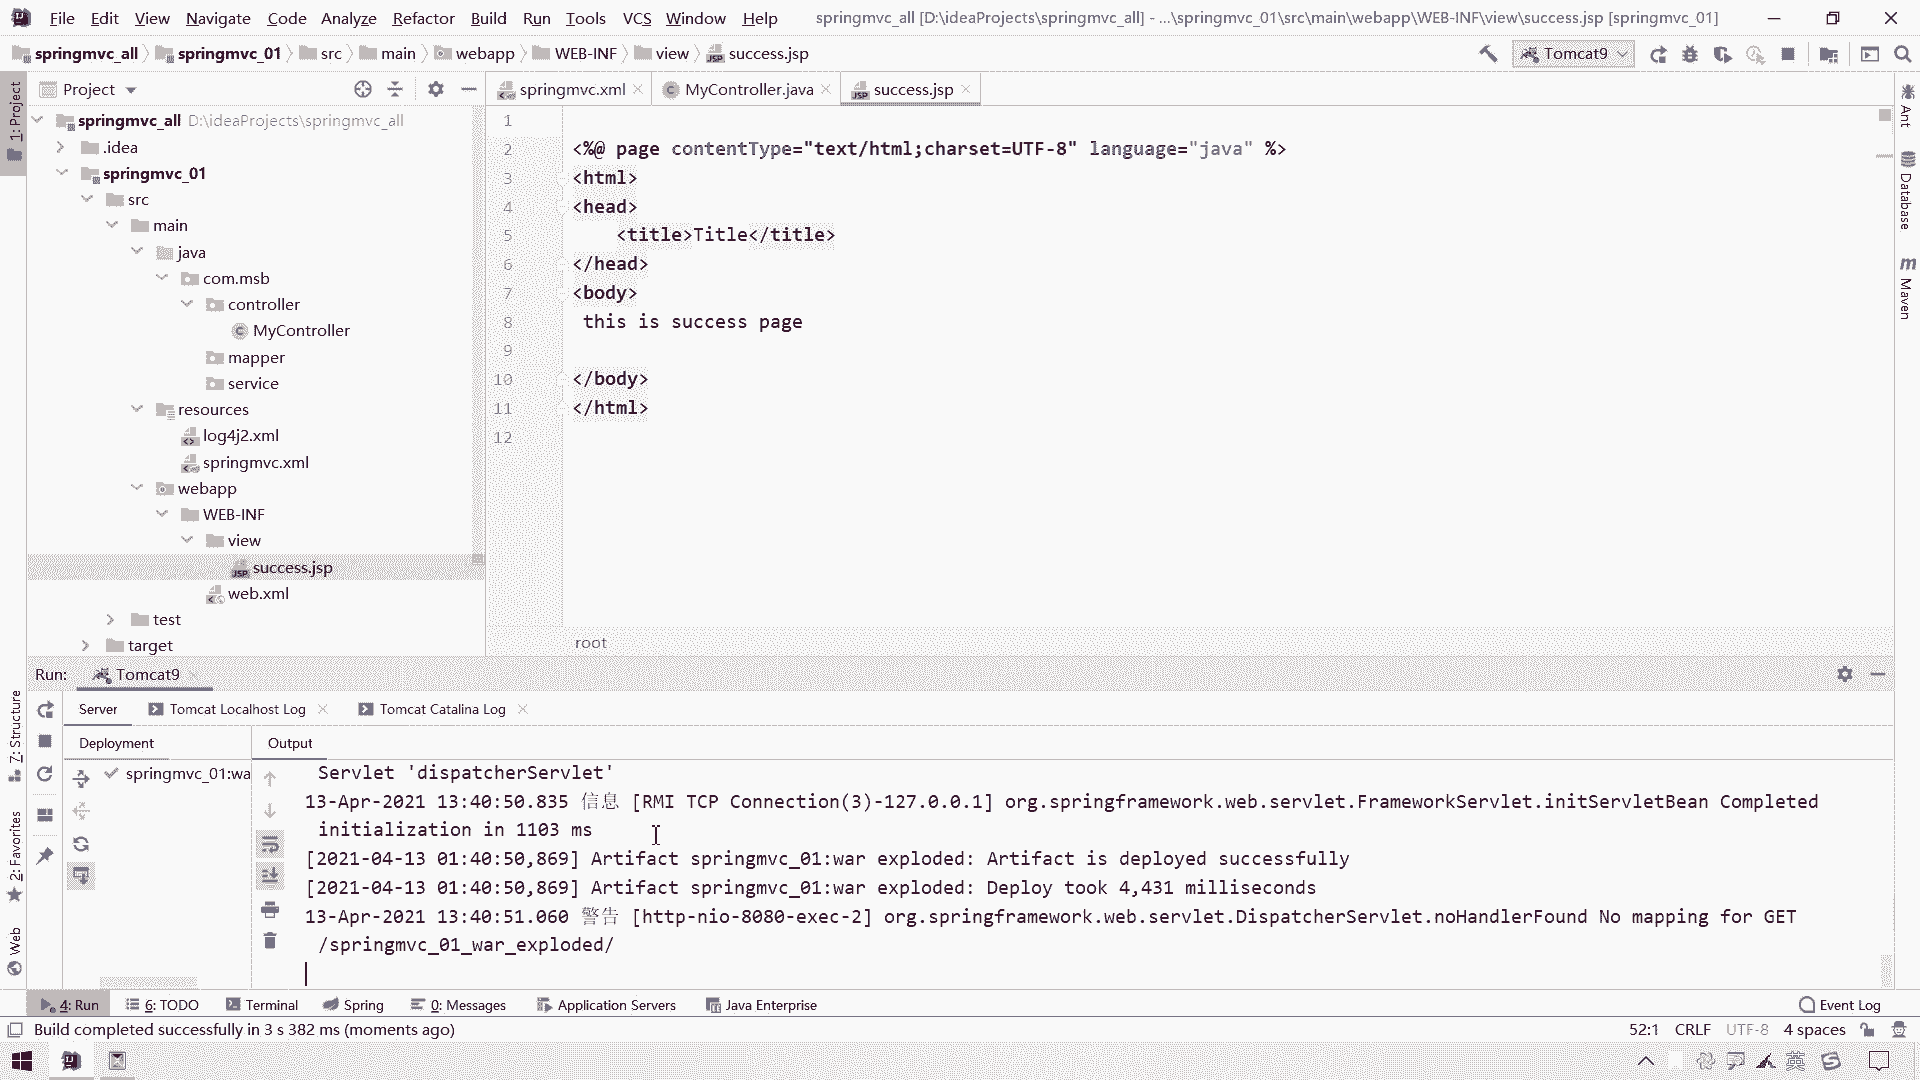 File Edit View Navigate Code Analyze Refactor Build Run Tools VCS Window Help springmvc_all [D:\ideaProjects\springmvc_all] - ...\springmvc_01\src\main\webapp\WEB-INF\view\success.jsp [springmvc_01]
springmvc_all springmvc_01 src main webapp WEB-INF view success.jsp Tomcat9
1: Project
Project
springmvc.xml MyController.java success.jsp
springmvc_all D:\ideaProjects\springmvc_all
.idea
springmvc_01
src
main
java
com.msb
controller
MyController
mapper
service
resources
log4j2.xml
springmvc.xml
webapp
WEB-INF
view
success.jsp
web.xml
test
target
1
2 <%@ page contentType="text/html;charset=UTF-8" language="java" %>
3 <html>
4 <head>
5 <title>Title</title>
6 </head>
7 <body>
8 this is success page
9
10 </body>
11 </html>
12
root
Ant
Database
Maven
Run: Tomcat9
Server Tomcat Localhost Log Tomcat Catalina Log
Deployment Output
springmvc_01:wa
Servlet 'dispatcherServlet'
13-Apr-2021 13:40:50.835 信息 [RMI TCP Connection(3)-127.0.0.1] org.springframework.web.servlet.FrameworkServlet.initServletBean Completed
initialization in 1103 ms
[2021-04-13 01:40:50,869] Artifact springmvc_01:war exploded: Artifact is deployed successfully
[2021-04-13 01:40:50,869] Artifact springmvc_01:war exploded: Deploy took 4,431 milliseconds
13-Apr-2021 13:40:51.060 警告 [http-nio-8080-exec-2] org.springframework.web.servlet.DispatcherServlet.noHandlerFound No mapping for GET
/springmvc_01_war_exploded/
Z: Structure
2: Favorites
Web
4: Run 6: TODO Terminal Spring 0: Messages Application Servers Java Enterprise Event Log
Build completed successfully in 3 s 382 ms (moments ago) 52:1 CRLF UTF-8 4 spaces
英